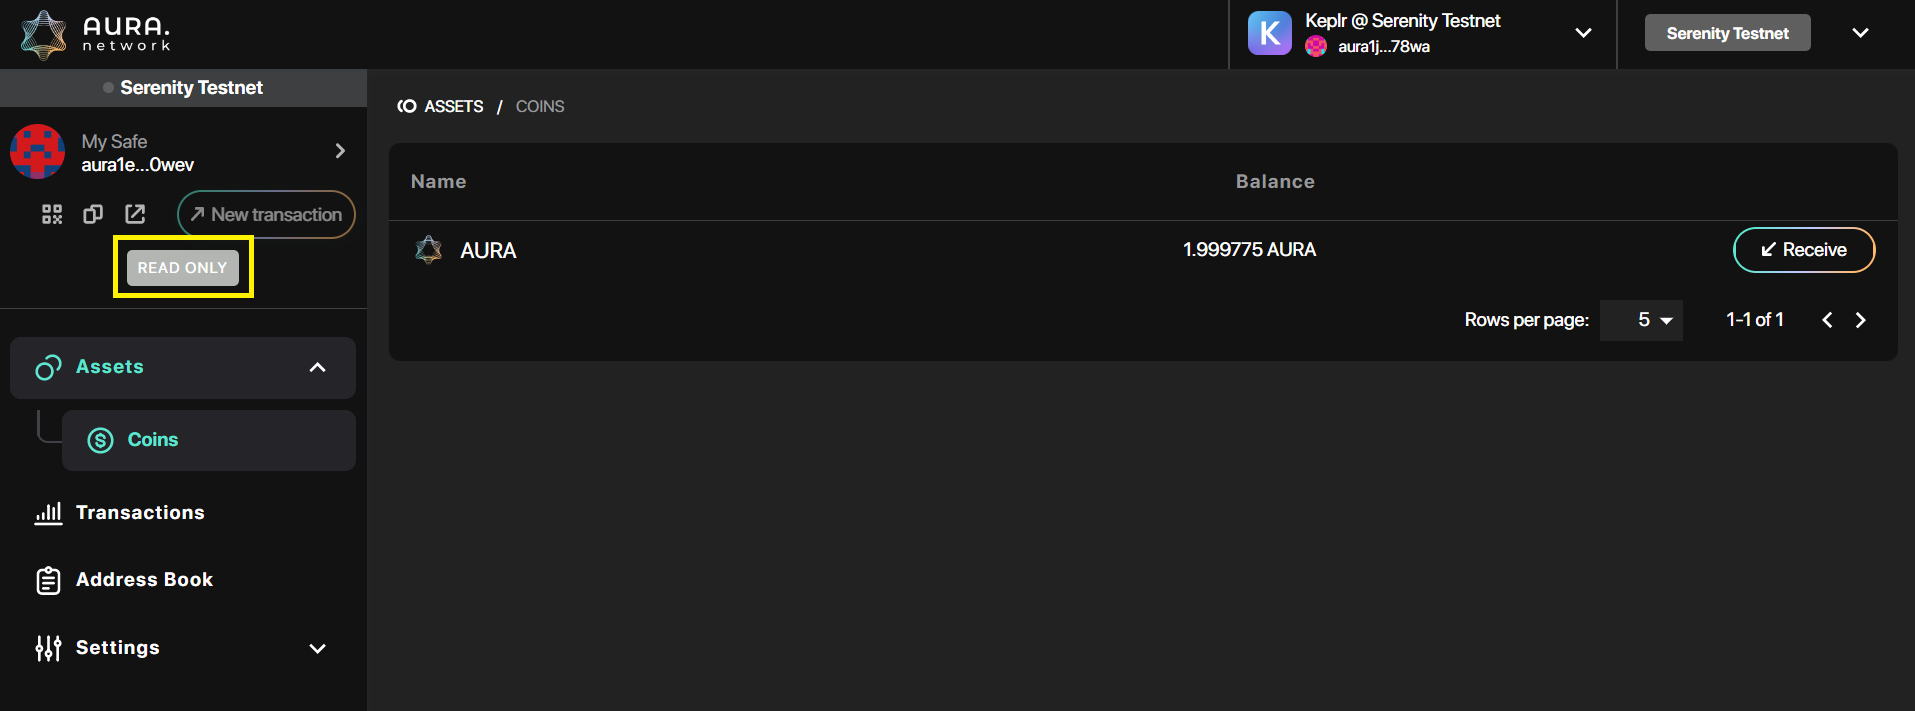 AURA.
network
K
Keplr @ Serenity Testnet
aura1j...78wa
Serenity Testnet
Serenity Testnet
My Safe
aura1e...0wev
New transaction
READ ONLY
Assets
Coins
Transactions
Address Book
Settings
ASSETS / COINS
Name Balance
AURA 1.999775 AURA Receive
Rows per page: 5 1-1 of 1